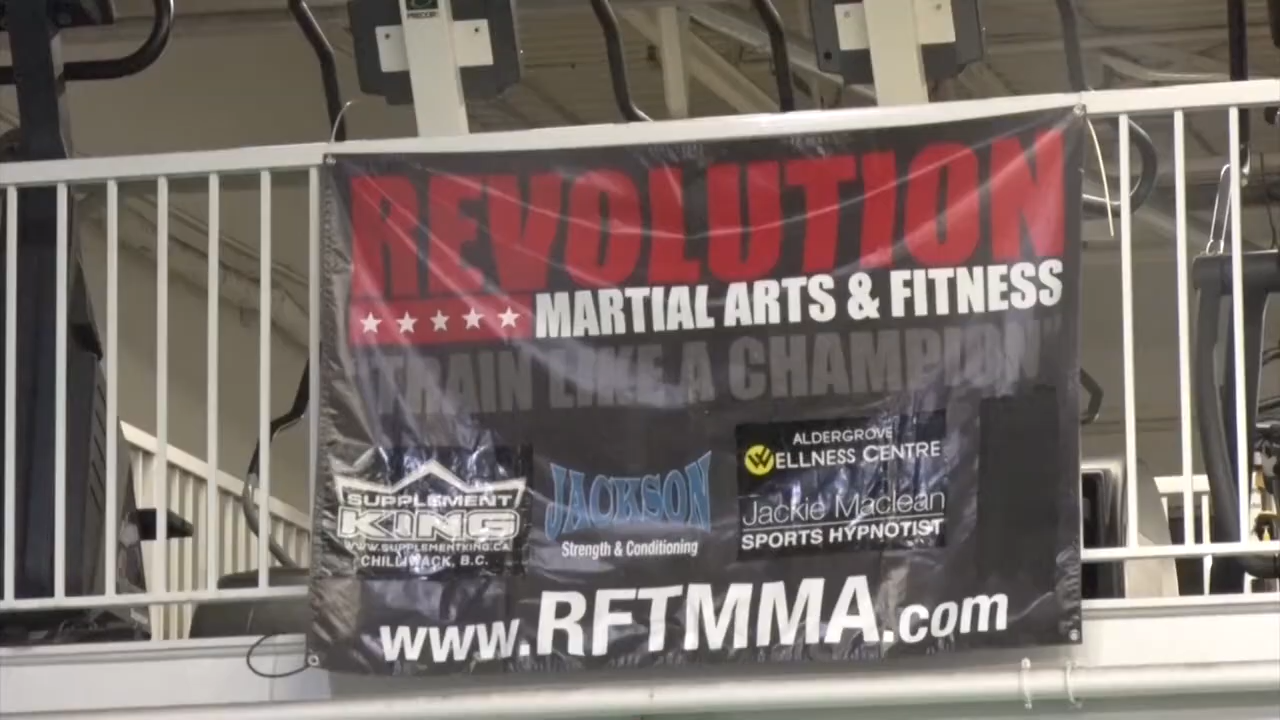 PRECOR
REVOLUTION
MARTIAL ARTS & FITNESS
"TRAIN LIKE A CHAMPION"
SUPPLEMENT
KING
WWW.SUPPLEMENTKING.CA
CHILLIWACK, B.C.
JACKSON
Strength & Conditioning
ALDERGROVE
WELLNESS CENTRE
Jackie Maclean
SPORTS HYPNOTIST
www.RFTMMA.com